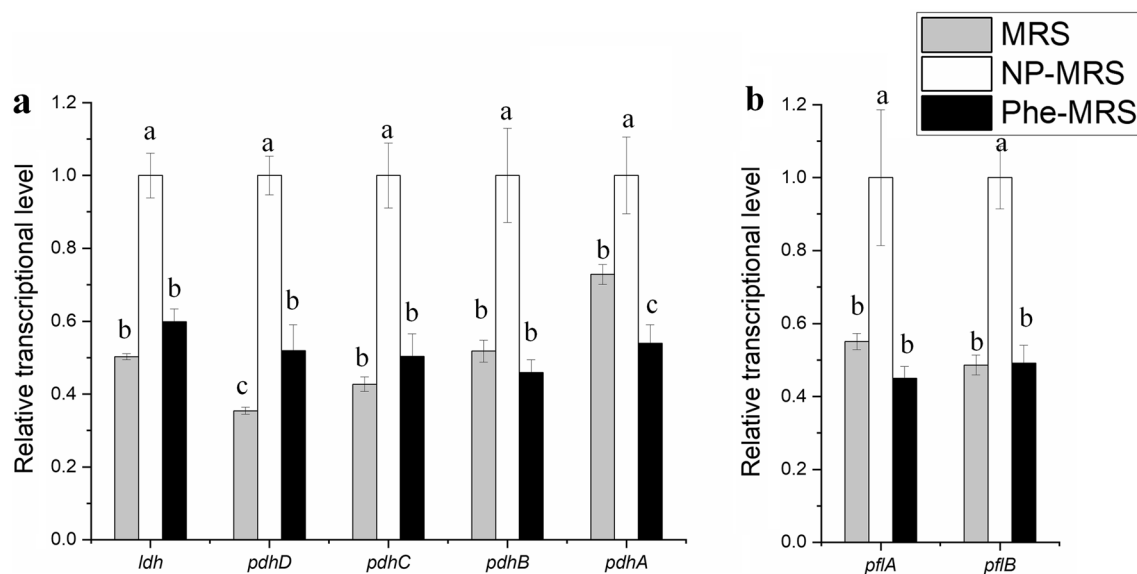 MRS
NP-MRS
Phe-MRS
a
Relative transcriptional level
1.2
1.0
0.8
0.6
0.4
0.2
0.0
b a b
c a b
b a b
b a b
b a c
ldh pdhD pdhC pdhB pdhA
b
Relative transcriptional level
1.2
1.0
0.8
0.6
0.4
0.2
0.0
b a b
b a b
pflA pflB